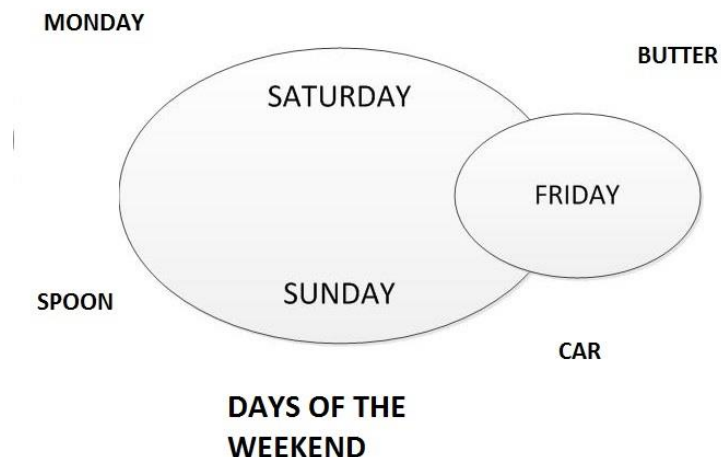 MONDAY
BUTTER
SATURDAY
FRIDAY
SUNDAY
SPOON
CAR
DAYS OF THE
WEEKEND